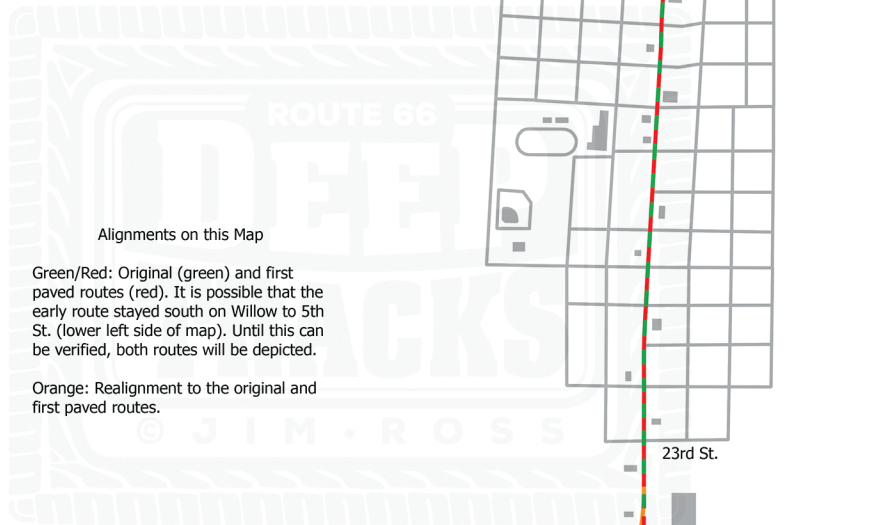 ROUTE 66
DEEP
TRACKS
© JIM·ROSS
Alignments on this Map
Green/Red: Original (green) and first
paved routes (red). It is possible that the
early route stayed south on Willow to 5th
St. (lower left side of map). Until this can
be verified, both routes will be depicted.
Orange: Realignment to the original and
first paved routes.
23rd St.